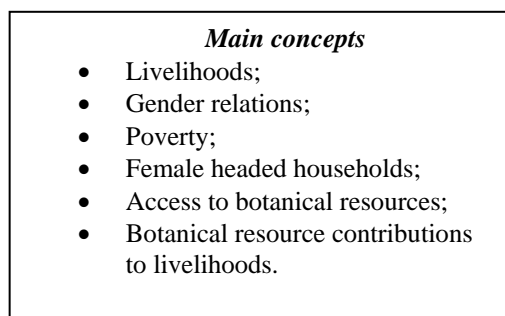 Main concepts
• Livelihoods;
• Gender relations;
• Poverty;
• Female headed households;
• Access to botanical resources;
• Botanical resource contributions
to livelihoods.